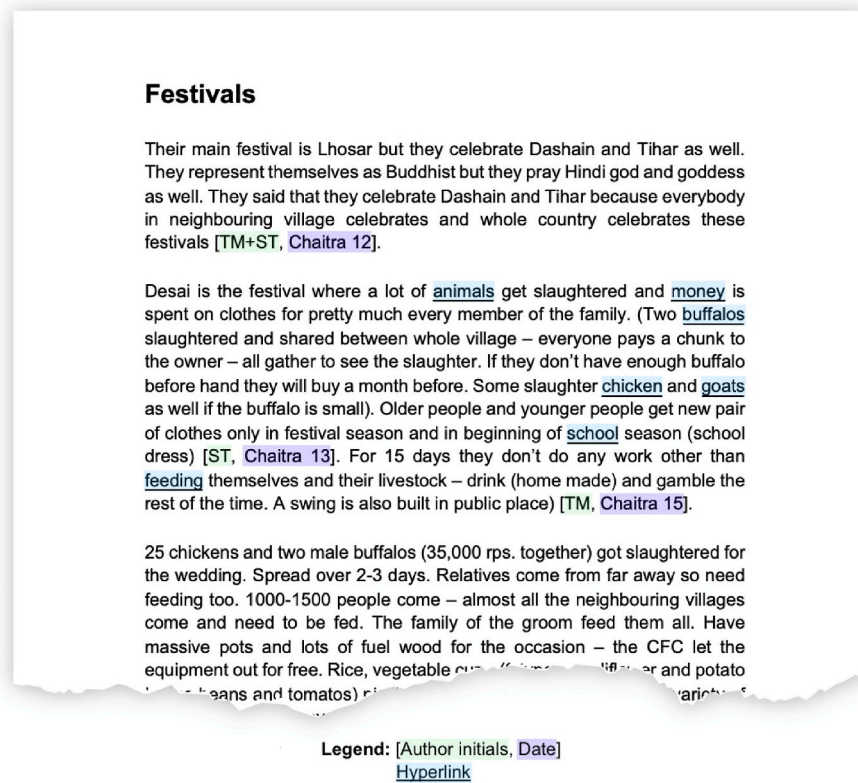 Festivals
Their main festival is Lhosar but they celebrate Dashain and Tihar as well.
They represent themselves as Buddhist but they pray Hindi god and goddess
as well. They said that they celebrate Dashain and Tihar because everybody
in neighbouring village celebrates and whole country celebrates these
festivals [TM+ST, Chaitra 12].
Desai is the festival where a lot of animals get slaughtered and money is
spent on clothes for pretty much every member of the family. (Two buffalos
slaughtered and shared between whole village – everyone pays a chunk to
the owner – all gather to see the slaughter. If they don't have enough buffalo
before hand they will buy a month before. Some slaughter chicken and goats
as well if the buffalo is small). Older people and younger people get new pair
of clothes only in festival season and in beginning of school season (school
dress) [ST, Chaitra 13]. For 15 days they don't do any work other than
feeding themselves and their livestock – drink (home made) and gamble the
rest of the time. A swing is also built in public place) [TM, Chaitra 15].
25 chickens and two male buffalos (35,000 rps. together) got slaughtered for
the wedding. Spread over 2-3 days. Relatives come from far away so need
feeding too. 1000-1500 people come – almost all the neighbouring villages
come and need to be fed. The family of the groom feed them all. Have
massive pots and lots of fuel wood for the occasion – the CFC let the
equipment out for free. Rice, vegetable and potato
and tomatos)
Legend: [Author initials, Date]
Hyperlink